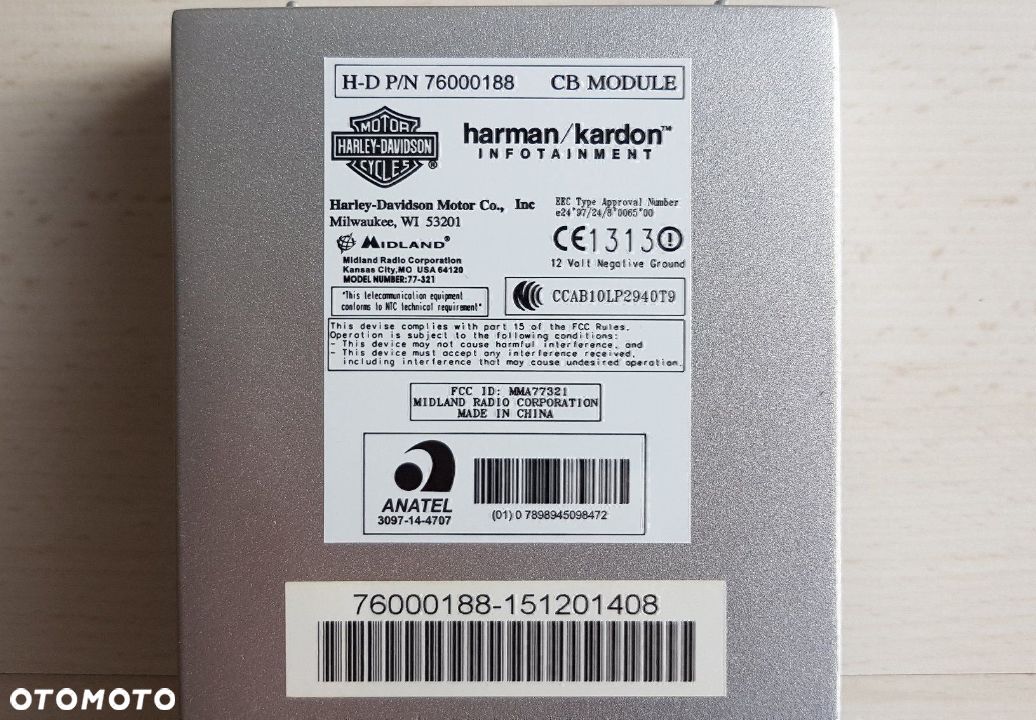 H-D P/N 76000188 CB MODULE
MOTOR
HARLEY-DAVIDSON
CYCLES
®
harman/kardon™
INFOTAINMENT
Harley-Davidson Motor Co., Inc
Milwaukee, WI 53201
EEC Type Approval Number
e24*97/24/8*0065*00
MIDLAND®
CE1313
12 Volt Negative Ground
Midland Radio Corporation
Kansas City,MO USA 64120
MODEL NUMBER:77-321
"This telecommunication equipment
conforms to NTC technical requirement"
CCAB10LP2940T9
This devise complies with part 15 of the FCC Rules.
Operation is subject to the following conditions:
- This device may not cause harmful interference, and
- This device must accept any interference received,
including interference that may cause undesired operation.
FCC ID: MMA77321
MIDLAND RADIO CORPORATION
MADE IN CHINA
ANATEL
3097-14-4707
(01) 0 7898945098472
76000188-151201408
OTOMOTO